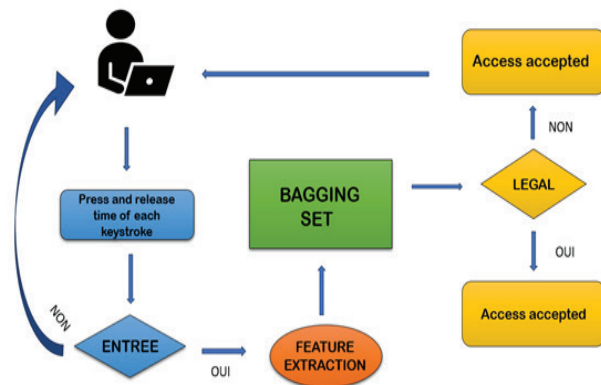 Access accepted
NON
LEGAL
OUI
Access accepted
BAGGING
SET
Press and release
time of each
keystroke
NON
ENTREE
OUI
FEATURE
EXTRACTION